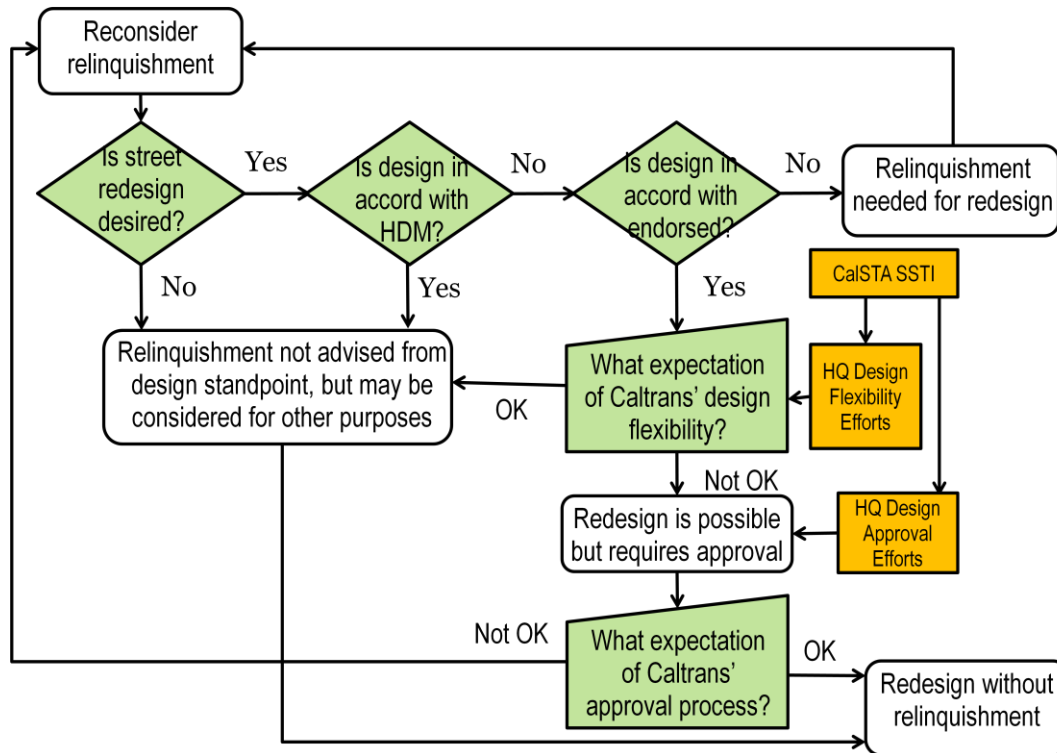 Reconsider
relinquishment
Is street
redesign
desired?
Yes
Is design in
accord with
HDM?
No
Is design in
accord with
endorsed?
No
Relinquishment
needed for redesign
No
Yes
Yes
CalSTA SSTI
Relinquishment not advised from
design standpoint, but may be
considered for other purposes
OK
What expectation
of Caltrans' design
flexibility?
HQ Design
Flexibility
Efforts
Not OK
Redesign is possible
but requires approval
HQ Design
Approval
Efforts
Not OK
What expectation
of Caltrans'
approval process?
OK
Redesign without
relinquishment